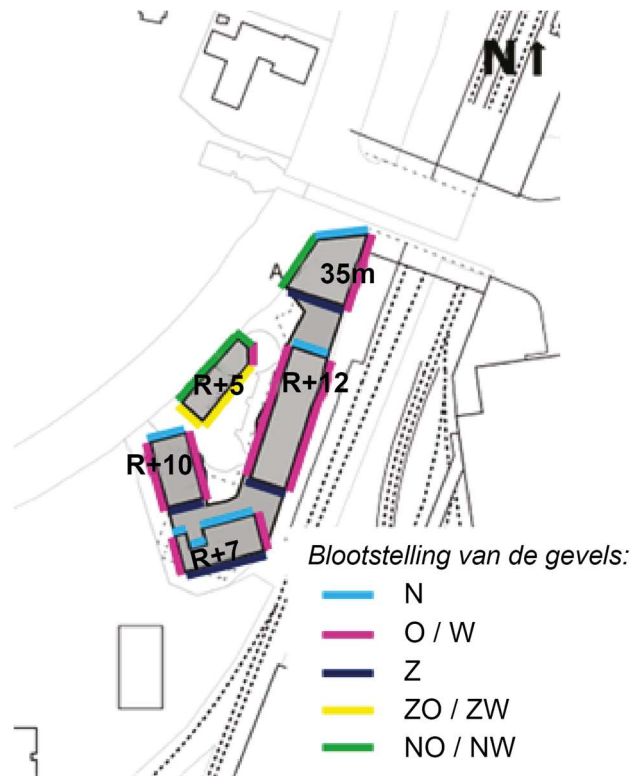 N↑
A
35m
R+5
R+12
R+10
R+7
Blootstelling van de gevels:
N
O / W
Z
ZO / ZW
NO / NW